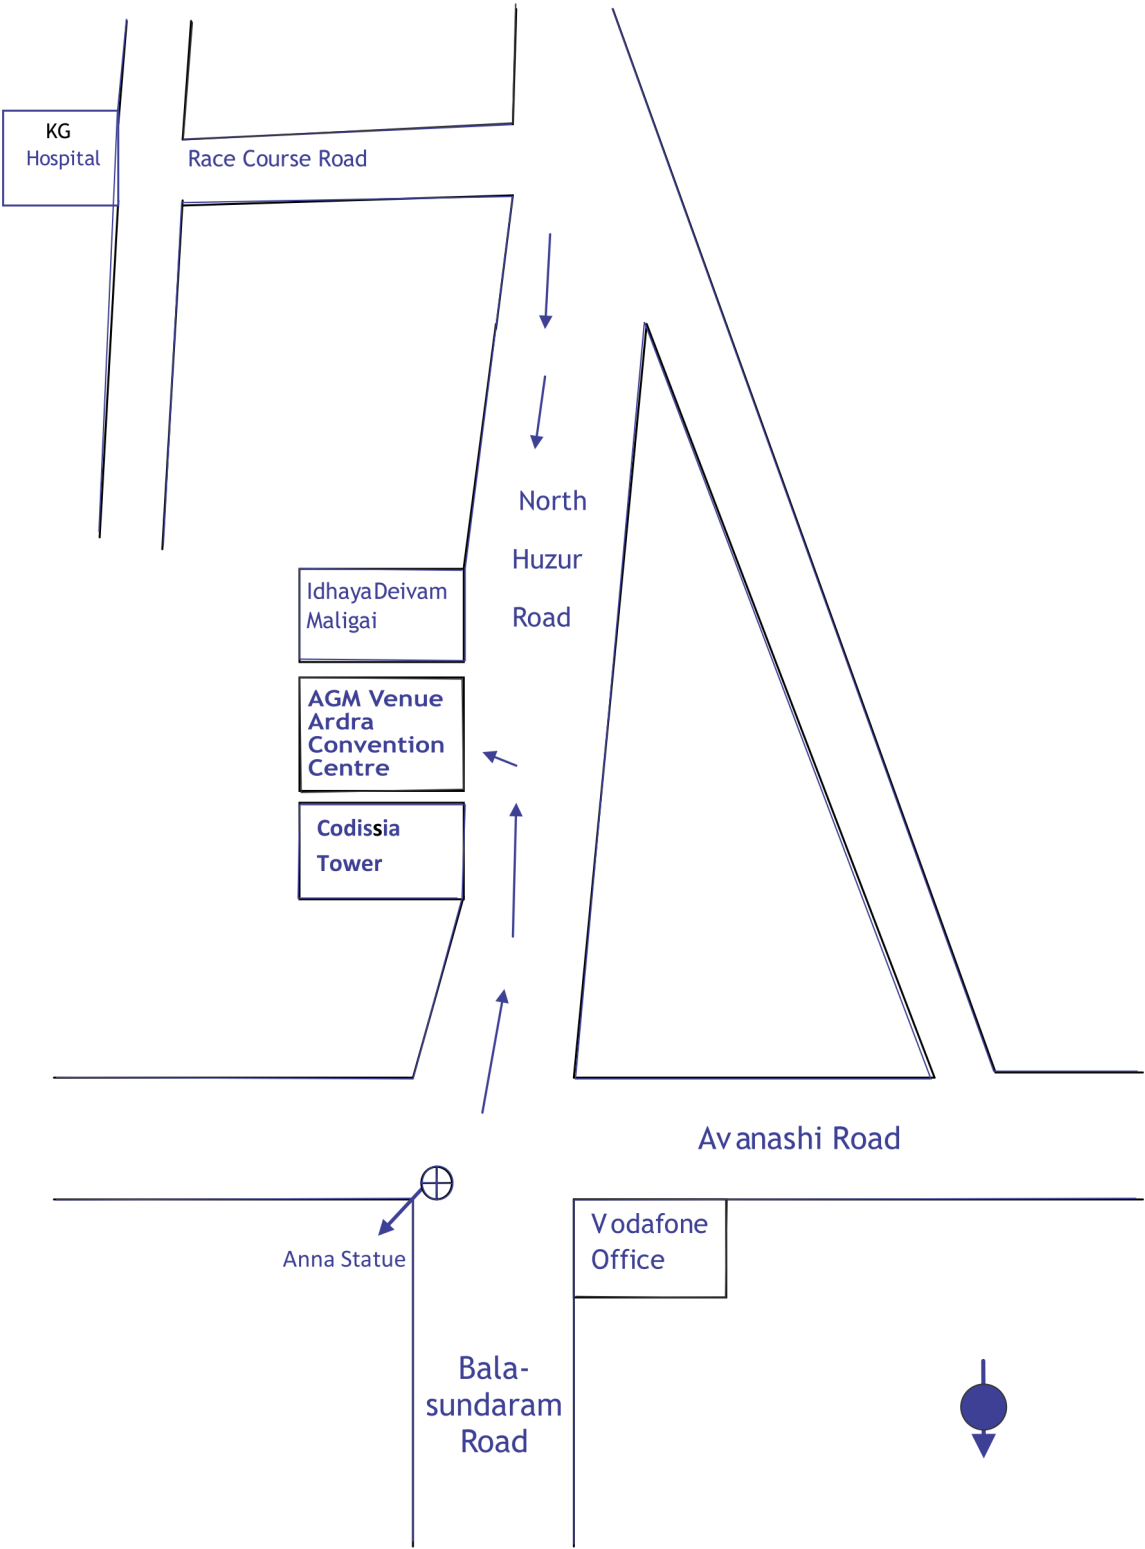 KG
Hospital
Race Course Road
North
Huzur
Road
IdhayaDeivam
Maligai
AGM Venue
Ardra
Convention
Centre
Codissia
Tower
Avanashi Road
Anna Statue
Vodafone
Office
Bala-
sundaram
Road